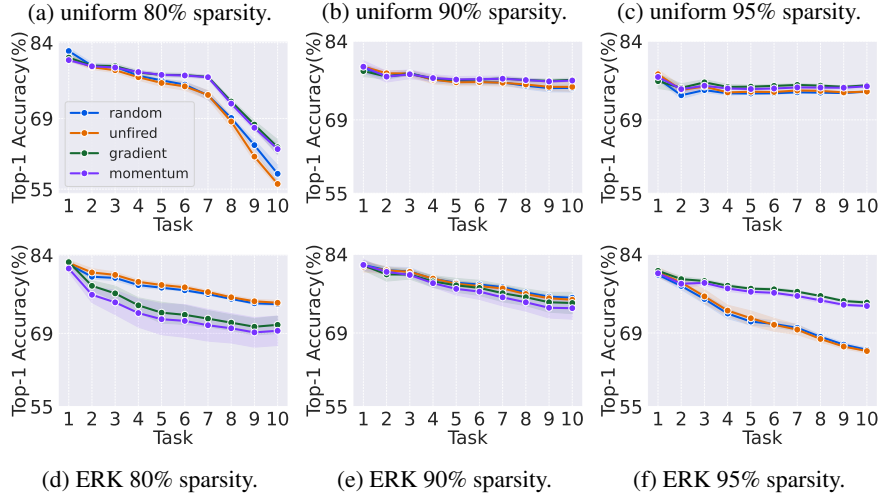 (a) uniform 80% sparsity. (b) uniform 90% sparsity. (c) uniform 95% sparsity.
Top-1 Accuracy(%)
84
69
55
random
unfired
gradient
momentum
1 2 3 4 5 6 7 8 9 10
Task
Top-1 Accuracy(%)
84
69
55
1 2 3 4 5 6 7 8 9 10
Task
Top-1 Accuracy(%)
84
69
55
1 2 3 4 5 6 7 8 9 10
Task
Top-1 Accuracy(%)
84
69
55
1 2 3 4 5 6 7 8 9 10
Task
Top-1 Accuracy(%)
84
69
55
1 2 3 4 5 6 7 8 9 10
Task
Top-1 Accuracy(%)
84
69
55
1 2 3 4 5 6 7 8 9 10
Task
(d) ERK 80% sparsity. (e) ERK 90% sparsity. (f) ERK 95% sparsity.